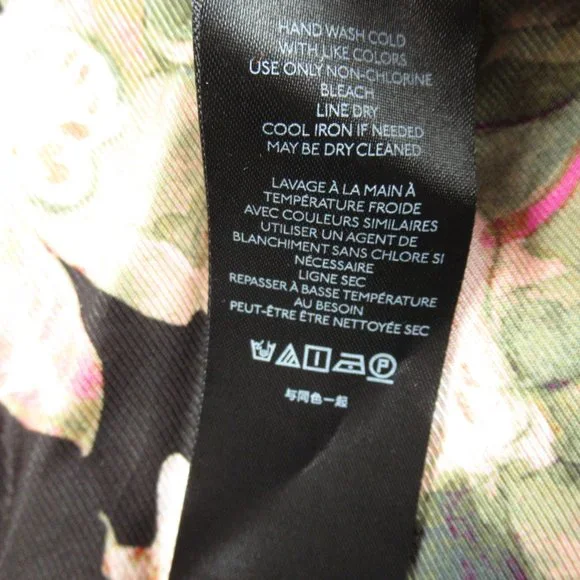 HAND WASH COLD
WITH LIKE COLORS
USE ONLY NON-CHLORINE
BLEACH
LINE DRY
COOL IRON IF NEEDED
MAY BE DRY CLEANED
LAVAGE À LA MAIN À
TEMPÉRATURE FROIDE
AVEC COULEURS SIMILAIRES
UTILISER UN AGENT DE
BLANCHIMENT SANS CHLORE SI
NÉCESSAIRE
LIGNE SEC
REPASSER À BASSE TEMPÉRATURE
AU BESOIN
PEUT-ÊTRE ÊTRE NETTOYÉE SEC
P
与同色一起